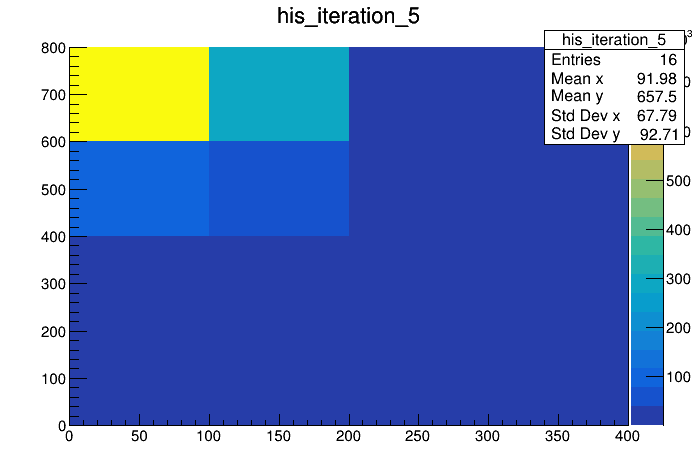 his_iteration_5
his_iteration_5
Entries 16
Mean x 91.98
Mean y 657.5
Std Dev x 67.79
Std Dev y 92.71
800
700
600
500
400
300
200
100
0
0 50 100 150 200 250 300 350 400
500
400
300
200
100